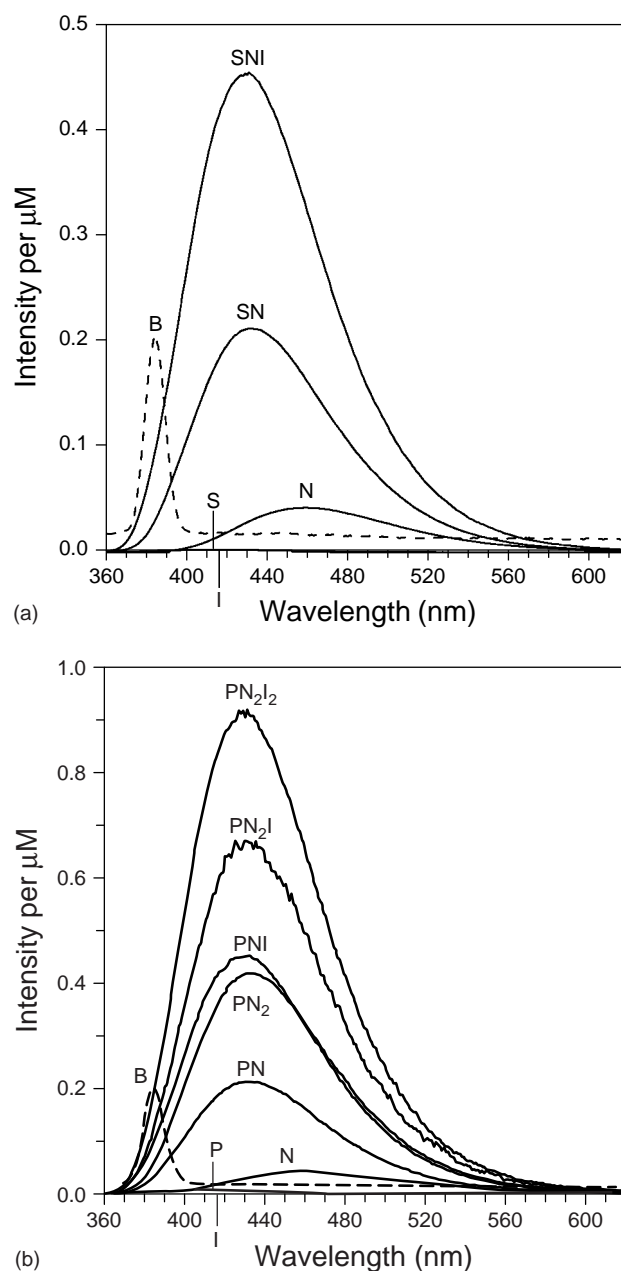 0.5
SNI
0.4
0.3
Intensity per μM
SN
B
0.2
0.1
S
N
0.0
360 400 440 480 520 560 600
I
(a)
Wavelength (nm)
1.0
PN₂I₂
0.8
PN₂I
0.6
Intensity per μM
PNI
PN₂
0.4
B
PN
0.2
P
N
0.0
360 400 440 480 520 560 600
I
(b)
Wavelength (nm)